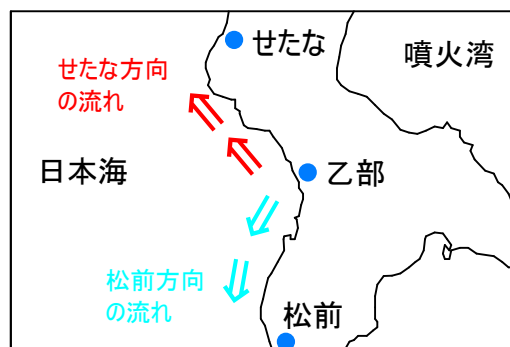 せたな
噴火湾
せたな方向
の流れ
日本海
乙部
松前方向
の流れ
松前